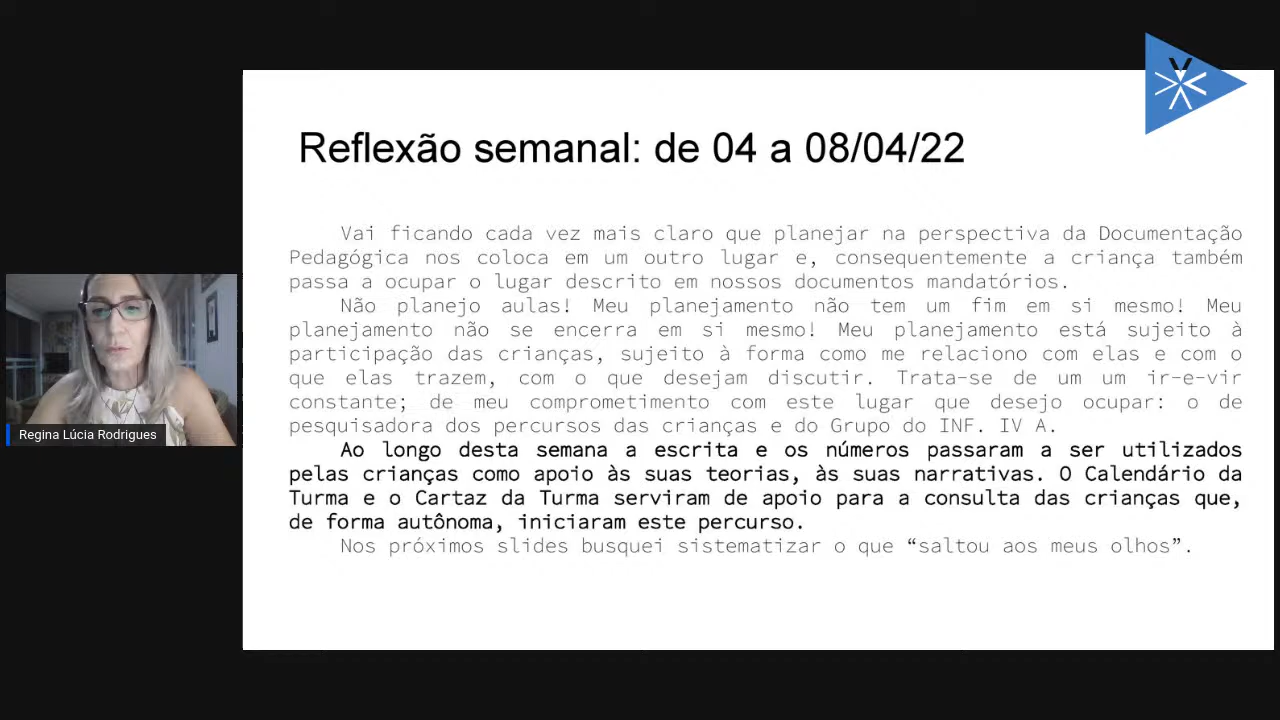 Reflexão semanal: de 04 a 08/04/22
Vai ficando cada vez mais claro que planejar na perspectiva da Documentação
Pedagógica nos coloca em um outro lugar e, consequentemente a criança também
passa a ocupar o lugar descrito em nossos documentos mandatórios.
Não planejo aulas! Meu planejamento não tem um fim em si mesmo! Meu
planejamento não se encerra em si mesmo! Meu planejamento está sujeito à
participação das crianças, sujeito à forma como me relaciono com elas e com o
que elas trazem, com o que desejam discutir. Trata-se de um um ir-e-vir
constante; de meu comprometimento com este lugar que desejo ocupar: o de
pesquisadora dos percursos das crianças e do Grupo do INF. IV A.
Ao longo desta semana a escrita e os números passaram a ser utilizados
pelas crianças como apoio às suas teorias, às suas narrativas. O Calendário da
Turma e o Cartaz da Turma serviram de apoio para a consulta das crianças que,
de forma autônoma, iniciaram este percurso.
Nos próximos slides busquei sistematizar o que “saltou aos meus olhos”.
Regina Lúcia Rodrigues